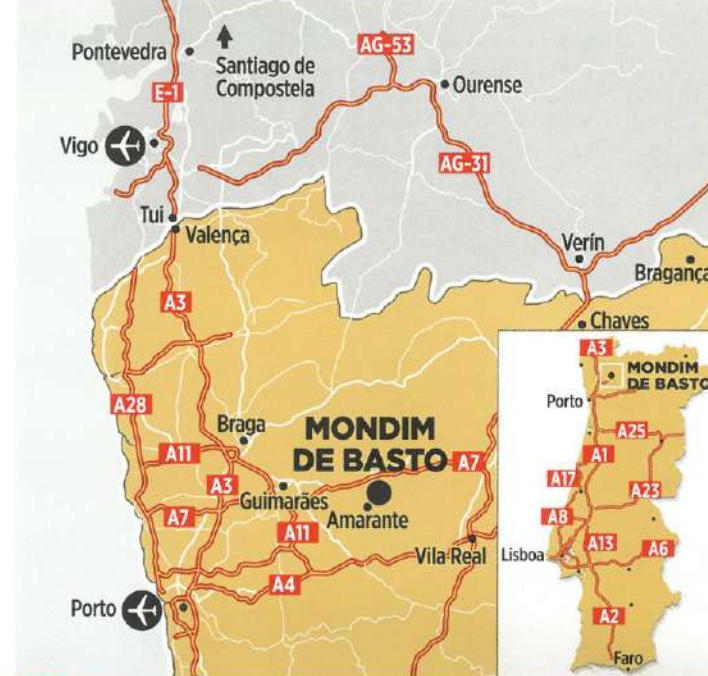 Pontevedra
Santiago de
Compostela
AG-53
E-1
Ourense
Vigo
AG-31
Tui
Valença
Verín
Bragança
A3
Chaves
A28
Braga
MONDIM
DE BASTO
A11
A3
A7
Guimarães
A7
A11
Amarante
Vila Real
A4
Porto
A3
MONDIM
DE BASTO
Porto
A25
A1
A17
A23
A8
A13
A6
Lisboa
A2
Faro